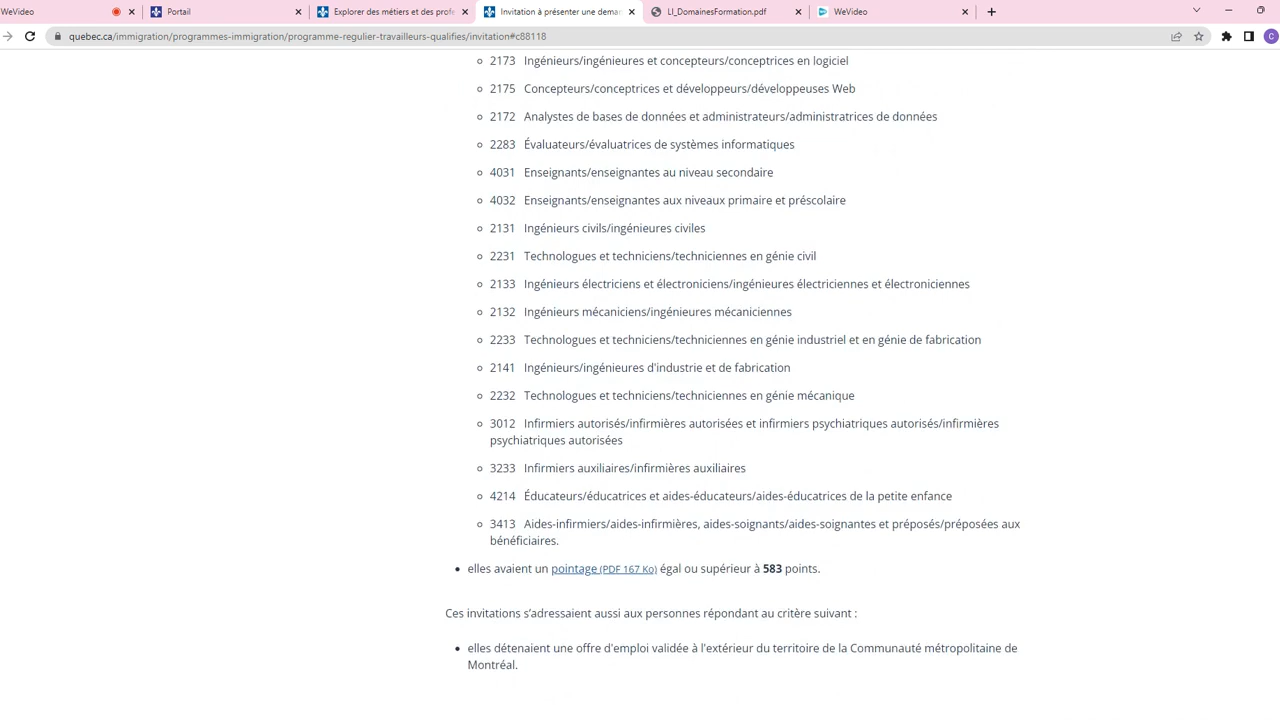 WeVideo
Portail
Explorer des métiers et des profe
Invitation à présenter une dema
LI_DomainesFormation.pdf
WeVideo
quebec.ca/immigration/programmes-immigration/programme-regulier-travailleurs-qualifies/invitation#c88118
C
2173 Ingénieurs/ingénieures et concepteurs/conceptrices en logiciel
2175 Concepteurs/conceptrices et développeurs/développeuses Web
2172 Analystes de bases de données et administrateurs/administratrices de données
2283 Évaluateurs/évaluatrices de systèmes informatiques
4031 Enseignants/enseignantes au niveau secondaire
4032 Enseignants/enseignantes aux niveaux primaire et préscolaire
2131 Ingénieurs civils/ingénieures civiles
2231 Technologues et techniciens/techniciennes en génie civil
2133 Ingénieurs électriciens et électroniciens/ingénieures électriciennes et électroniciennes
2132 Ingénieurs mécaniciens/ingénieures mécaniciennes
2233 Technologues et techniciens/techniciennes en génie industriel et en génie de fabrication
2141 Ingénieurs/ingénieures d'industrie et de fabrication
2232 Technologues et techniciens/techniciennes en génie mécanique
3012 Infirmiers autorisés/infirmières autorisées et infirmiers psychiatriques autorisés/infirmières
psychiatriques autorisées
3233 Infirmiers auxiliaires/infirmières auxiliaires
4214 Éducateurs/éducatrices et aides-éducateurs/aides-éducatrices de la petite enfance
3413 Aides-infirmiers/aides-infirmières, aides-soignants/aides-soignantes et préposés/préposées aux
bénéficiaires.
elles avaient un pointage (PDF 167 Ko) égal ou supérieur à 583 points.
Ces invitations s'adressaient aussi aux personnes répondant au critère suivant :
elles détenaient une offre d'emploi validée à l'extérieur du territoire de la Communauté métropolitaine de
Montréal.